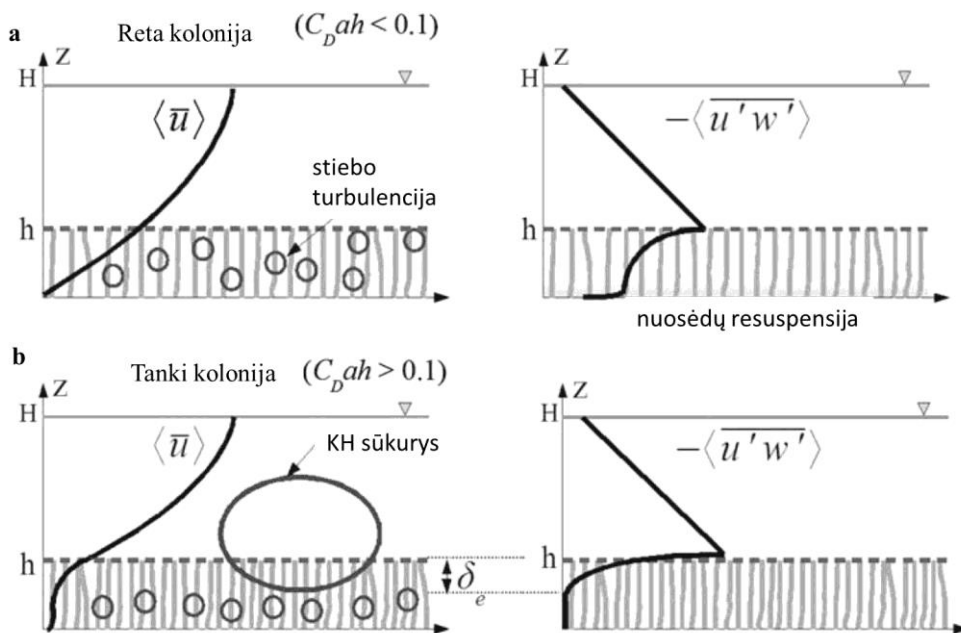 a Reta kolonija (C_D ah < 0.1)
H z
⟨u̅⟩
stiebo
turbulencija
h
H z
−⟨u'w'⟩
h
nuosėdų resuspensija
b
Tanki kolonija (C_D ah > 0.1)
H z
⟨u̅⟩
KH sūkurys
h
δ_e
H z
−⟨u'w'⟩
h